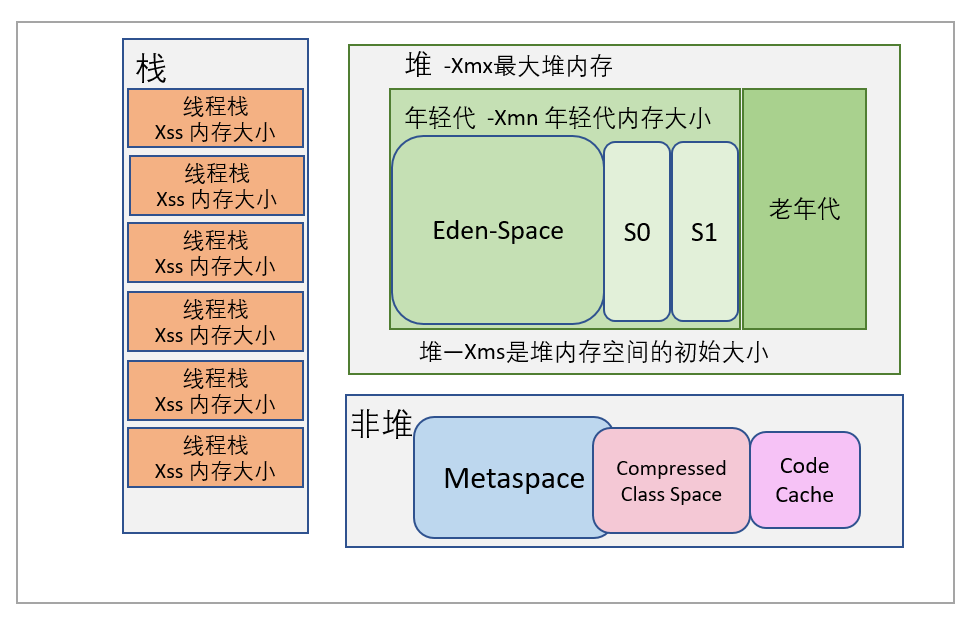 栈
线程栈
Xss 内存大小
线程栈
Xss 内存大小
线程栈
Xss 内存大小
线程栈
Xss 内存大小
线程栈
Xss 内存大小
线程栈
Xss 内存大小
堆 -Xmx最大堆内存
年轻代 -Xmn 年轻代内存大小
Eden-Space
S0
S1
老年代
堆一Xms是堆内存空间的初始大小
非堆
Metaspace
Compressed
Class Space
Code
Cache